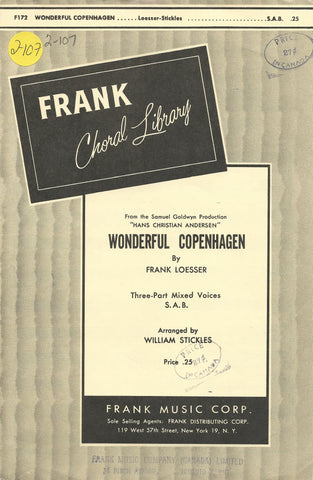 F172 WONDERFUL COPENHAGEN ......Loesser-Stickles ..............................S.A.B. .25
2-107 2-107
PRICE
27¢
IN CANADA
FRANK
Choral Library
From the Samuel Goldwyn Production
"HANS CHRISTIAN ANDERSEN"
WONDERFUL COPENHAGEN
By
FRANK LOESSER
Three-Part Mixed Voices
S.A.B.
Arranged by
WILLIAM STICKLES
Price .25
PRICE
27¢
IN CANADA
FRANK MUSIC CORP.
Sole Selling Agents: FRANK DISTRIBUTING CORP.
119 West 57th Street, New York 19, N. Y.
FRANK MUSIC COMPANY (CANADA) LIMITED